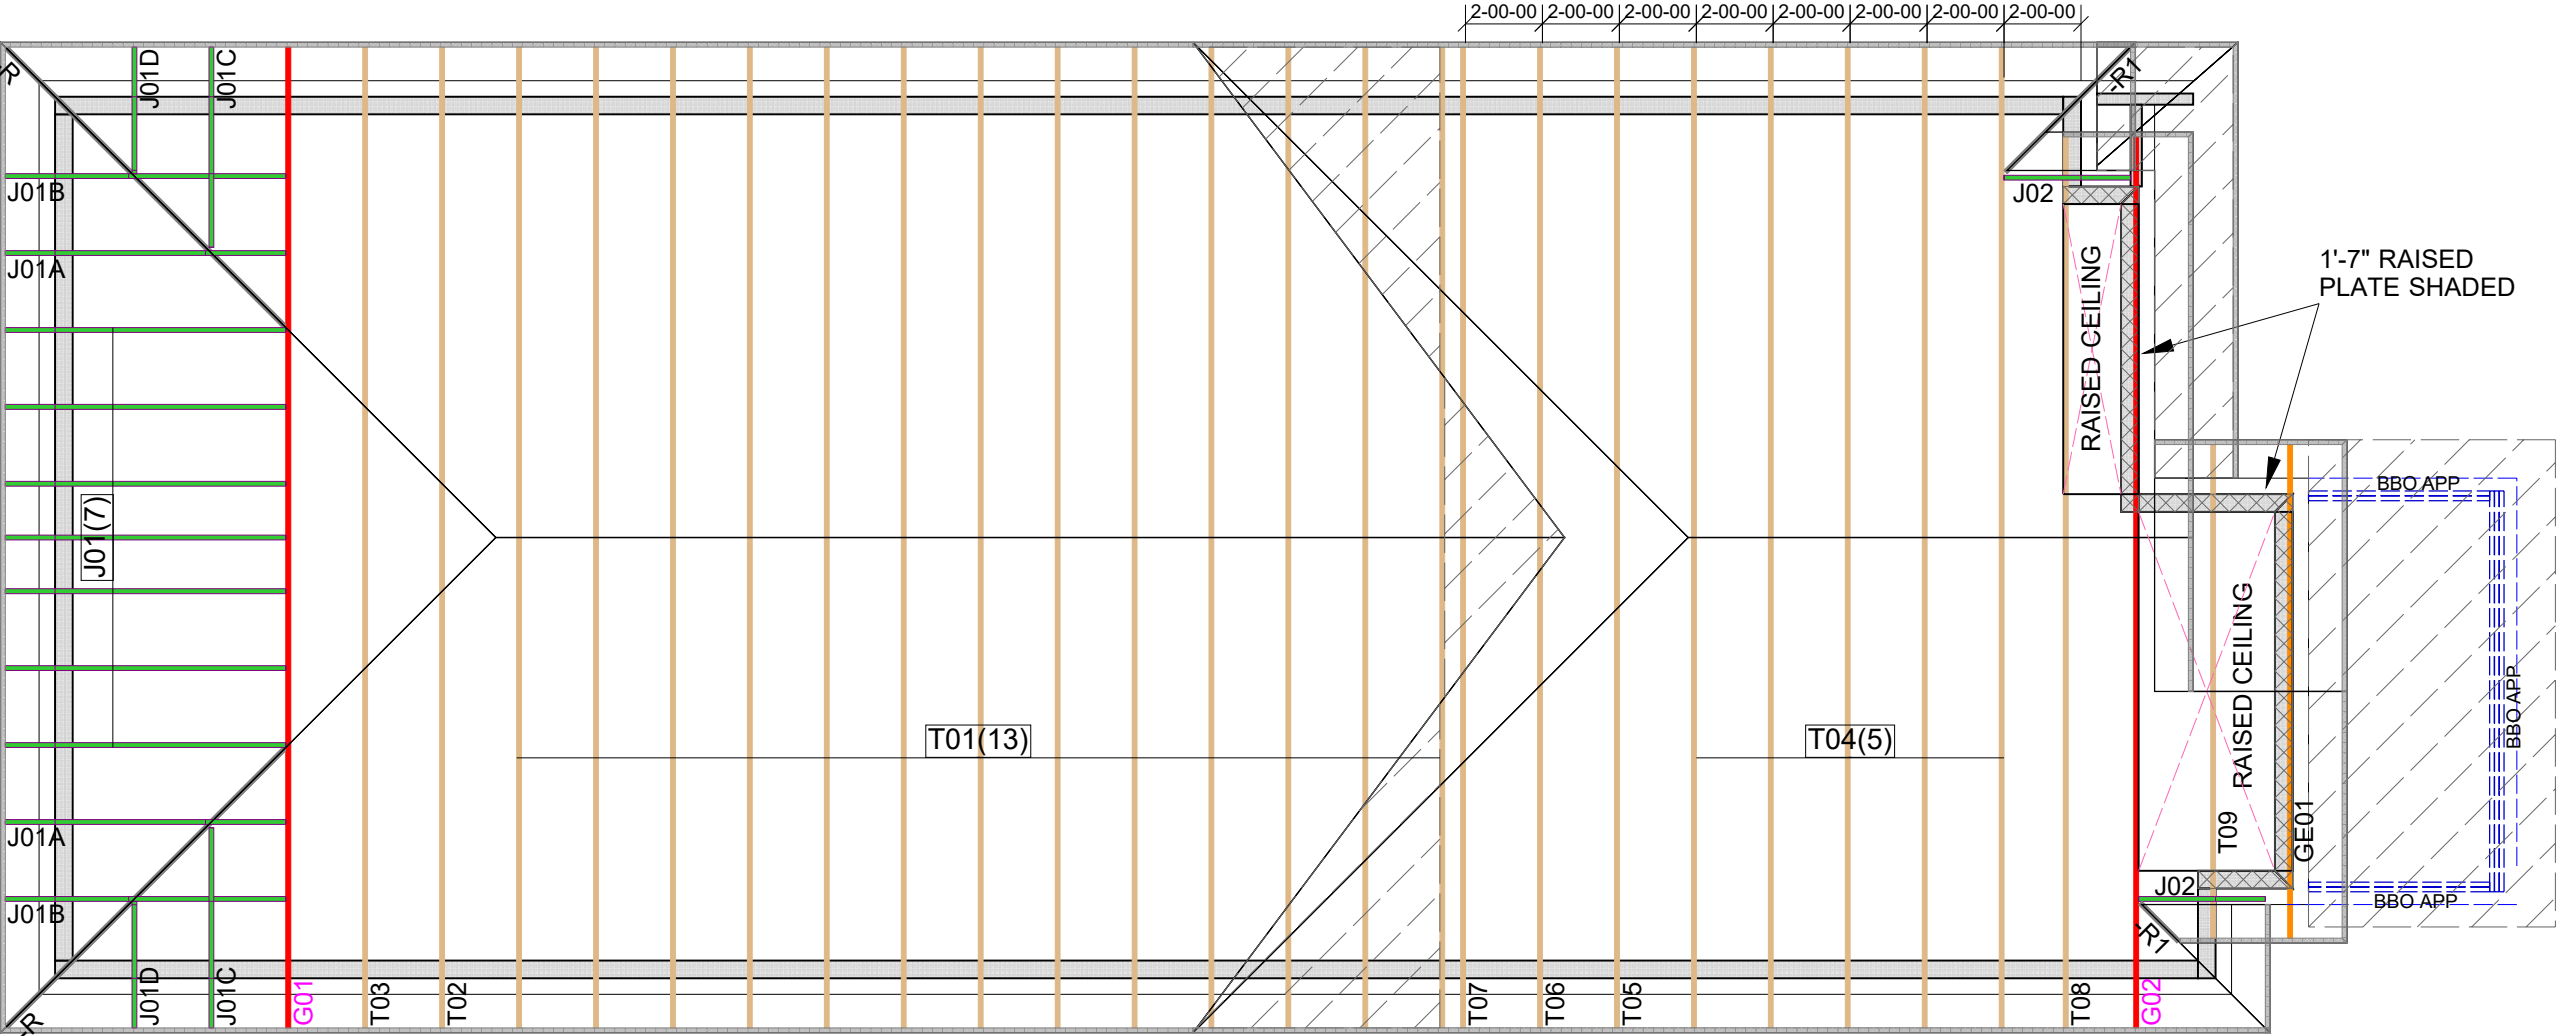 2-00-00 2-00-00 2-00-00 2-00-00 2-00-00 2-00-00 2-00-00 2-00-00
-R
J01D
J01C
-R1
J01B
J02
J01A
RAISED CEILING
1'-7" RAISED
PLATE SHADED
BBO APP
J01(7)
RAISED CEILING
BBO APP
T01(13)
T04(5)
T09
GE01
J01A
J02
BBO APP
J01B
-R1
J01D
J01C
G01
T03
T02
T07
T06
T05
T08
G02
-R